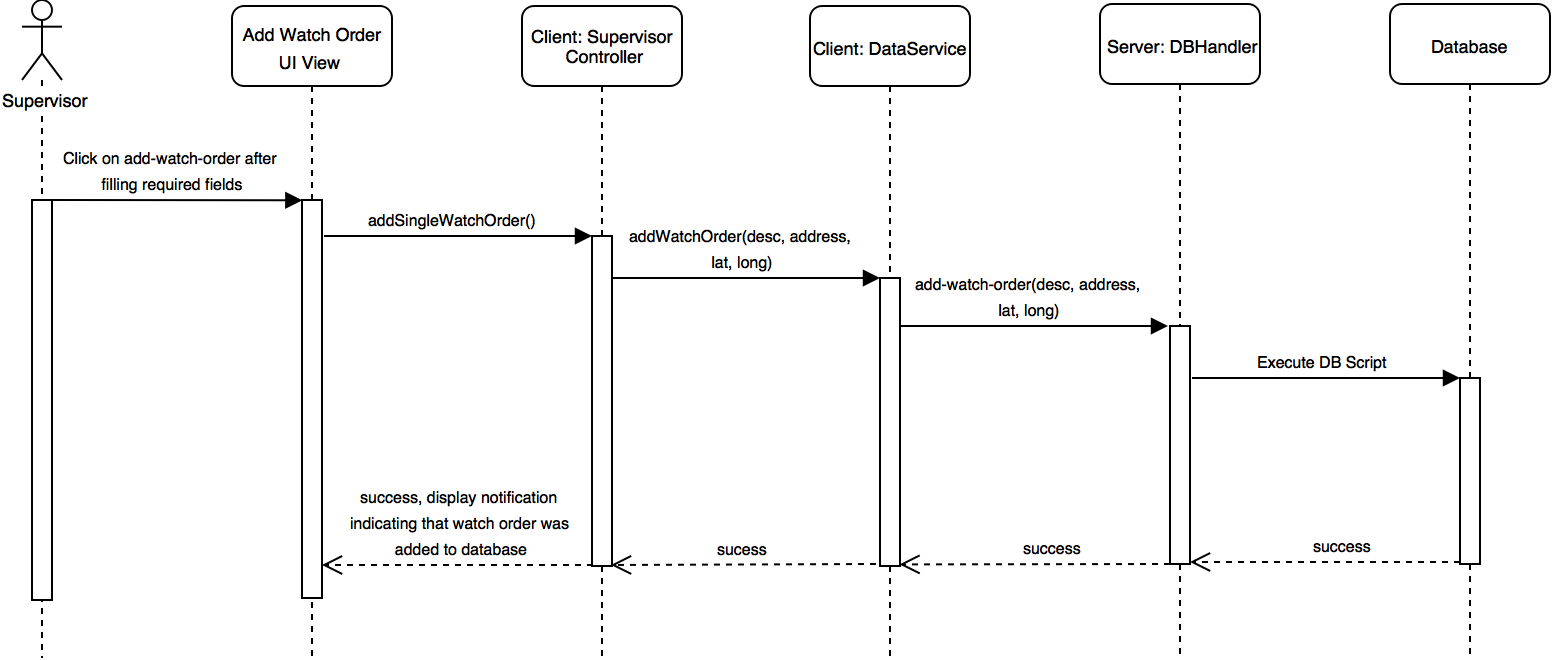 Supervisor
Add Watch Order
UI View
Client: Supervisor
Controller
Client: DataService
Server: DBHandler
Database
Click on add-watch-order after
filling required fields
addSingleWatchOrder()
addWatchOrder(desc, address,
lat, long)
add-watch-order(desc, address,
lat, long)
Execute DB Script
success, display notification
indicating that watch order was
added to database
sucess
success
success